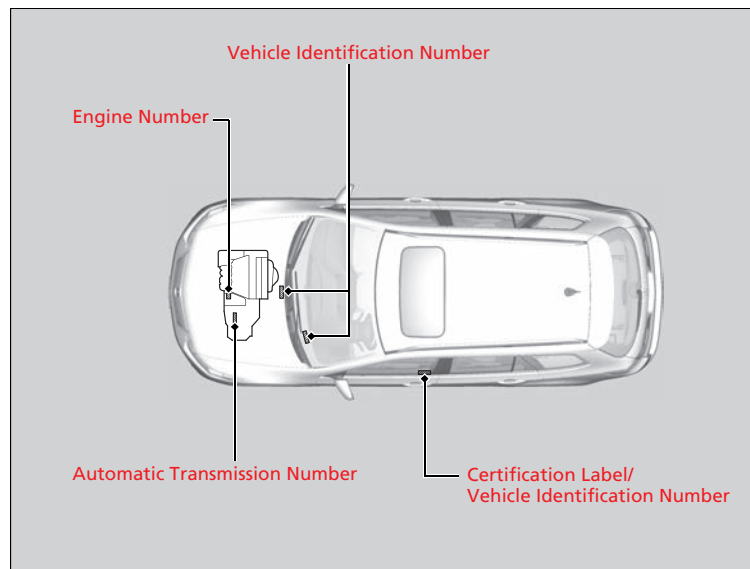 Vehicle Identification Number
Engine Number
Automatic Transmission Number
Certification Label/
Vehicle Identification Number